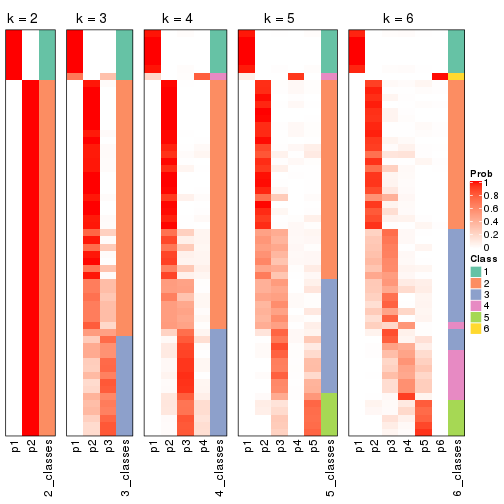 k = 2
k = 3
k = 4
k = 5
k = 6
p1
p2
2_classes
p1
p2
p3
3_classes
p1
p2
p3
p4
4_classes
p1
p2
p3
p4
p5
5_classes
p1
p2
p3
p4
p5
p6
6_classes
Prob
1
0.8
0.6
0.4
0.2
0
Class
1
2
3
4
5
6